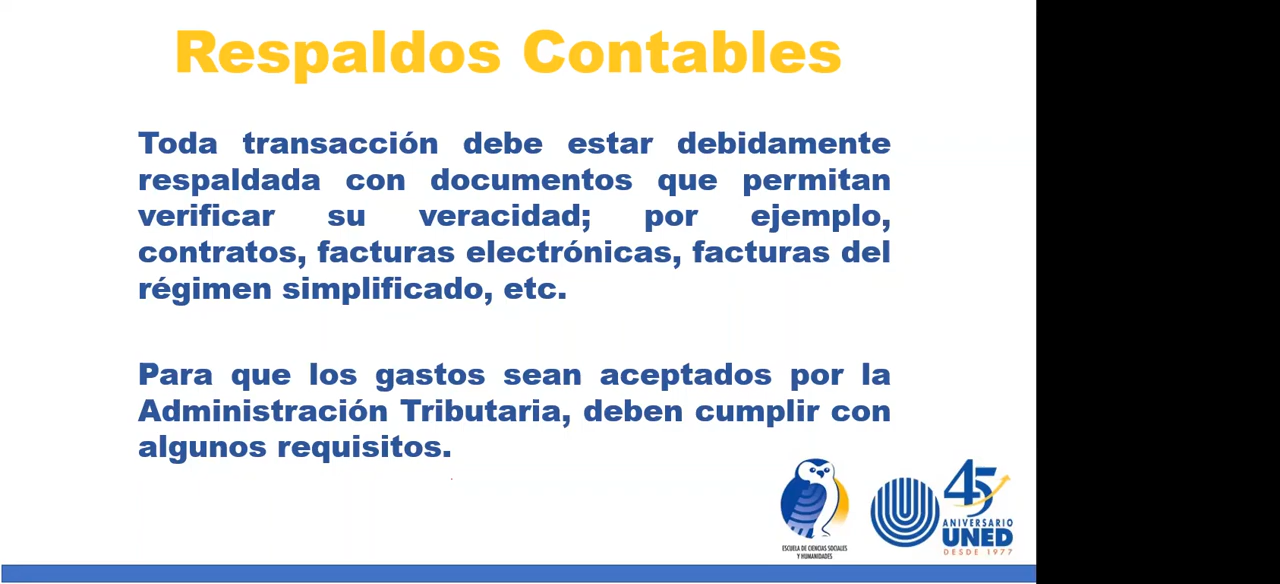 Respaldos Contables
Toda transacción debe estar debidamente
respaldada con documentos que permitan
verificar su veracidad; por ejemplo,
contratos, facturas electrónicas, facturas del
régimen simplificado, etc.
Para que los gastos sean aceptados por la
Administración Tributaria, deben cumplir con
algunos requisitos.
ESCUELA DE CIENCIAS SOCIALES
Y HUMANIDADES
45
ANIVERSARIO
UNED
DESDE 1977